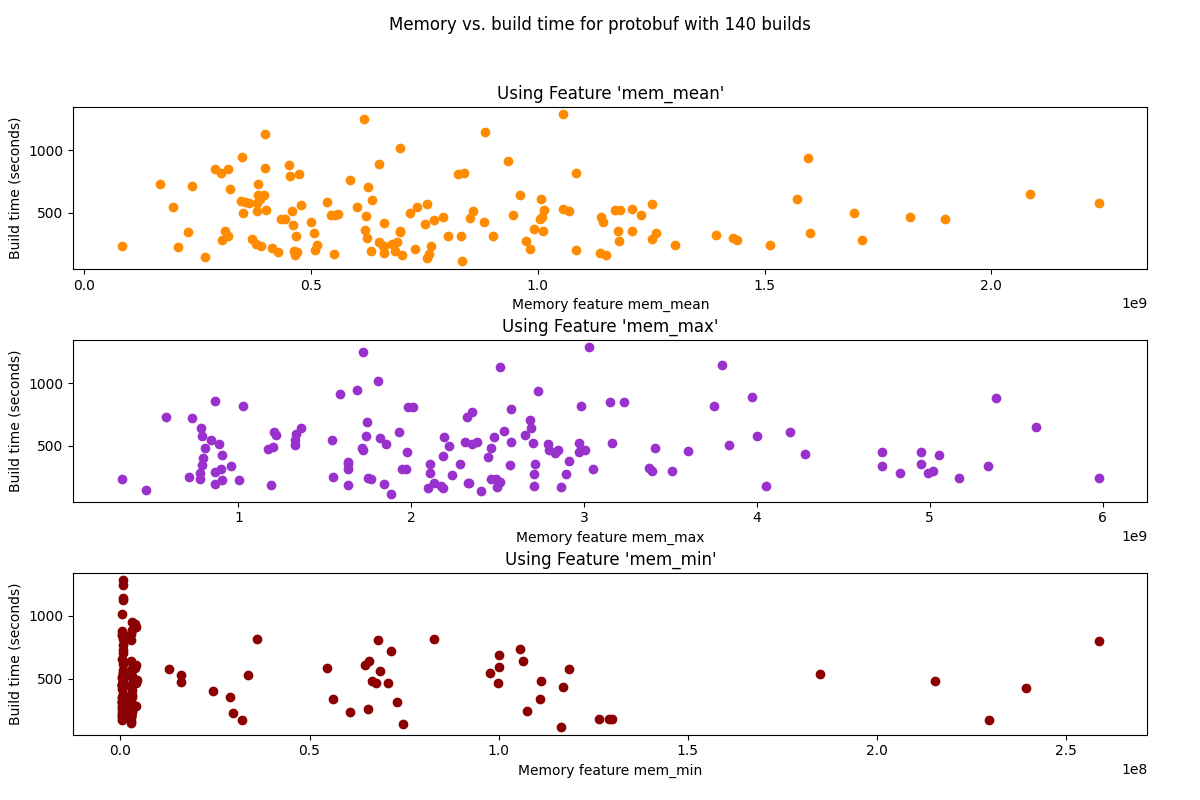 Memory vs. build time for protobuf with 140 builds
Using Feature 'mem_mean'
Build time (seconds)
1000
500
0.0 0.5 1.0 1.5 2.0
1e9
Memory feature mem_mean
Using Feature 'mem_max'
Build time (seconds)
1000
500
1 2 3 4 5 6
1e9
Memory feature mem_max
Using Feature 'mem_min'
Build time (seconds)
1000
500
0.0 0.5 1.0 1.5 2.0 2.5
1e8
Memory feature mem_min